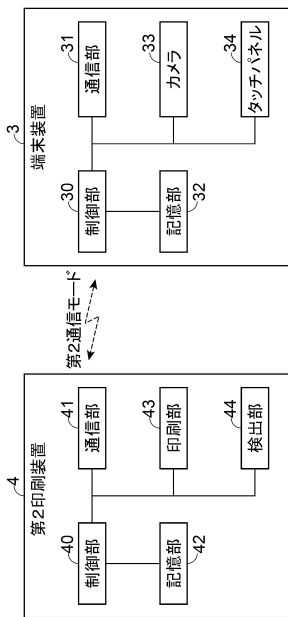 4
第2印刷装置
40
制御部
41
通信部
42
記憶部
43
印刷部
44
検出部
第2通信モード
3
端末装置
30
制御部
31
通信部
32
記憶部
33
カメラ
34
タッチパネル